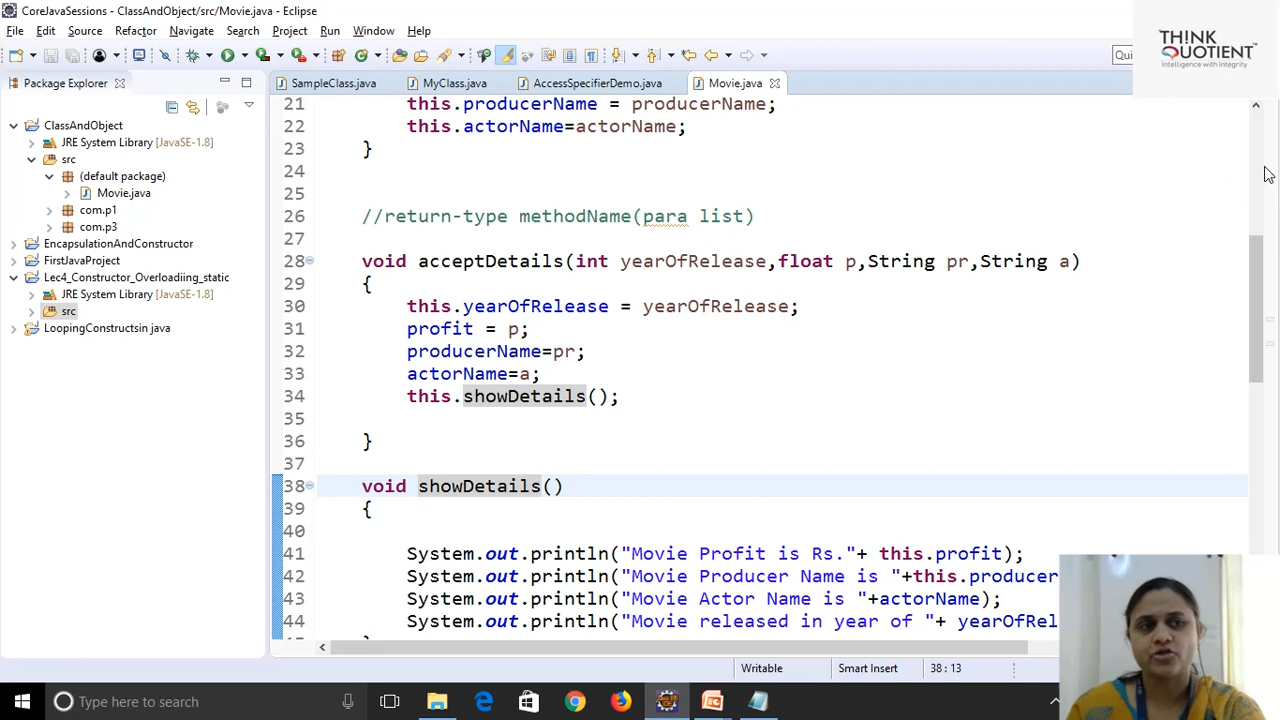 CoreJavaSessions - ClassAndObject/src/Movie.java - Eclipse
File Edit Source Refactor Navigate Search Project Run Window Help
THINK
QUOTIENT
Intelligence with integrity
Qui
Package Explorer
SampleClass.java MyClass.java AccessSpecifierDemo.java Movie.java
ClassAndObject
JRE System Library [JavaSE-1.8]
src
(default package)
Movie.java
com.p1
com.p3
EncapsulationAndConstructor
FirstJavaProject
Lec4_Constructor_Overloadiing_static
JRE System Library [JavaSE-1.8]
src
LoopingConstructsin java
21 this.producerName = producerName;
22 this.actorName=actorName;
23 }
24
25
26 //return-type methodName(para list)
27
28 void acceptDetails(int yearOfRelease,float p,String pr,String a)
29 {
30 this.yearOfRelease = yearOfRelease;
31 profit = p;
32 producerName=pr;
33 actorName=a;
34 this.showDetails();
35
36 }
37
38 void showDetails()
39 {
40
41 System.out.println("Movie Profit is Rs."+ this.profit);
42 System.out.println("Movie Producer Name is "+this.producer
43 System.out.println("Movie Actor Name is "+actorName);
44 System.out.println("Movie released in year of "+ yearOfRel
Writable Smart Insert 38 : 13
Type here to search